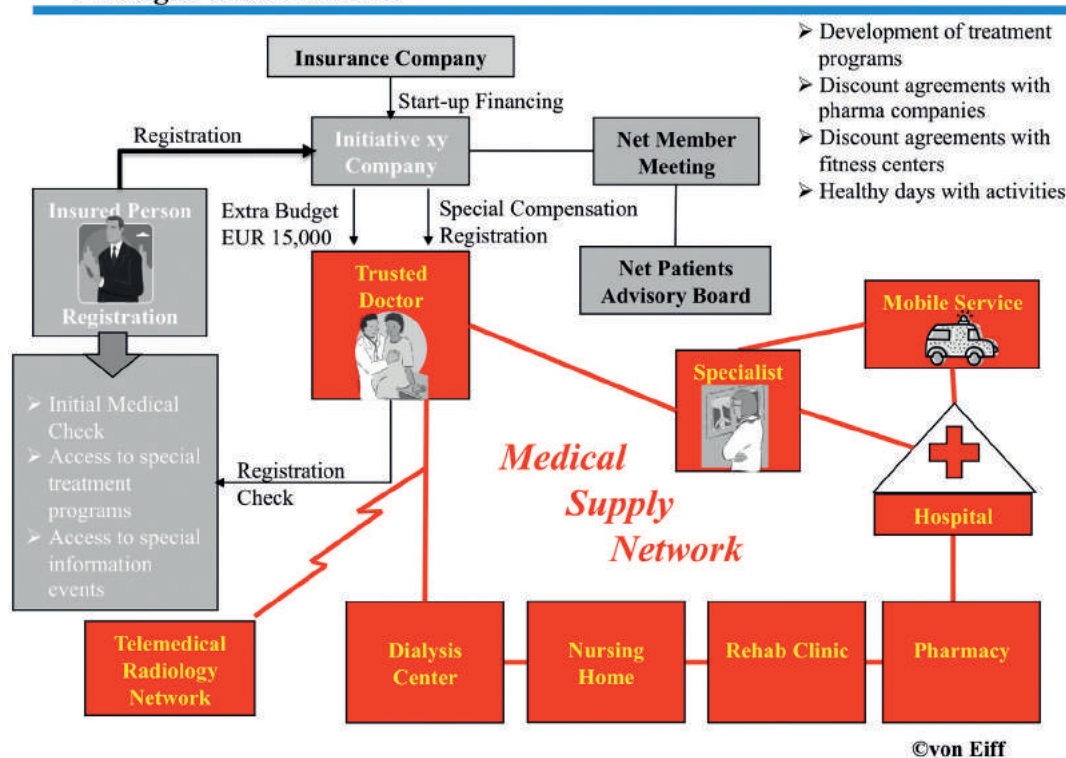 Insurance Company
Start-up Financing
Registration
Initiative xy
Company
Net Member
Meeting
➢ Development of treatment
programs
➢ Discount agreements with
pharma companies
➢ Discount agreements with
fitness centers
➢ Healthy days with activities
Insured Person
Registration
Extra Budget
EUR 15,000
Special Compensation
Registration
Net Patients
Advisory Board
Trusted
Doctor
Mobile Service
Specialist
➢ Initial Medical
Check
➢ Access to special
treatment
programs
➢ Access to special
information
events
Registration
Check
Medical
Supply
Network
Hospital
Telemedical
Radiology
Network
Dialysis
Center
Nursing
Home
Rehab Clinic
Pharmacy
©von Eiff